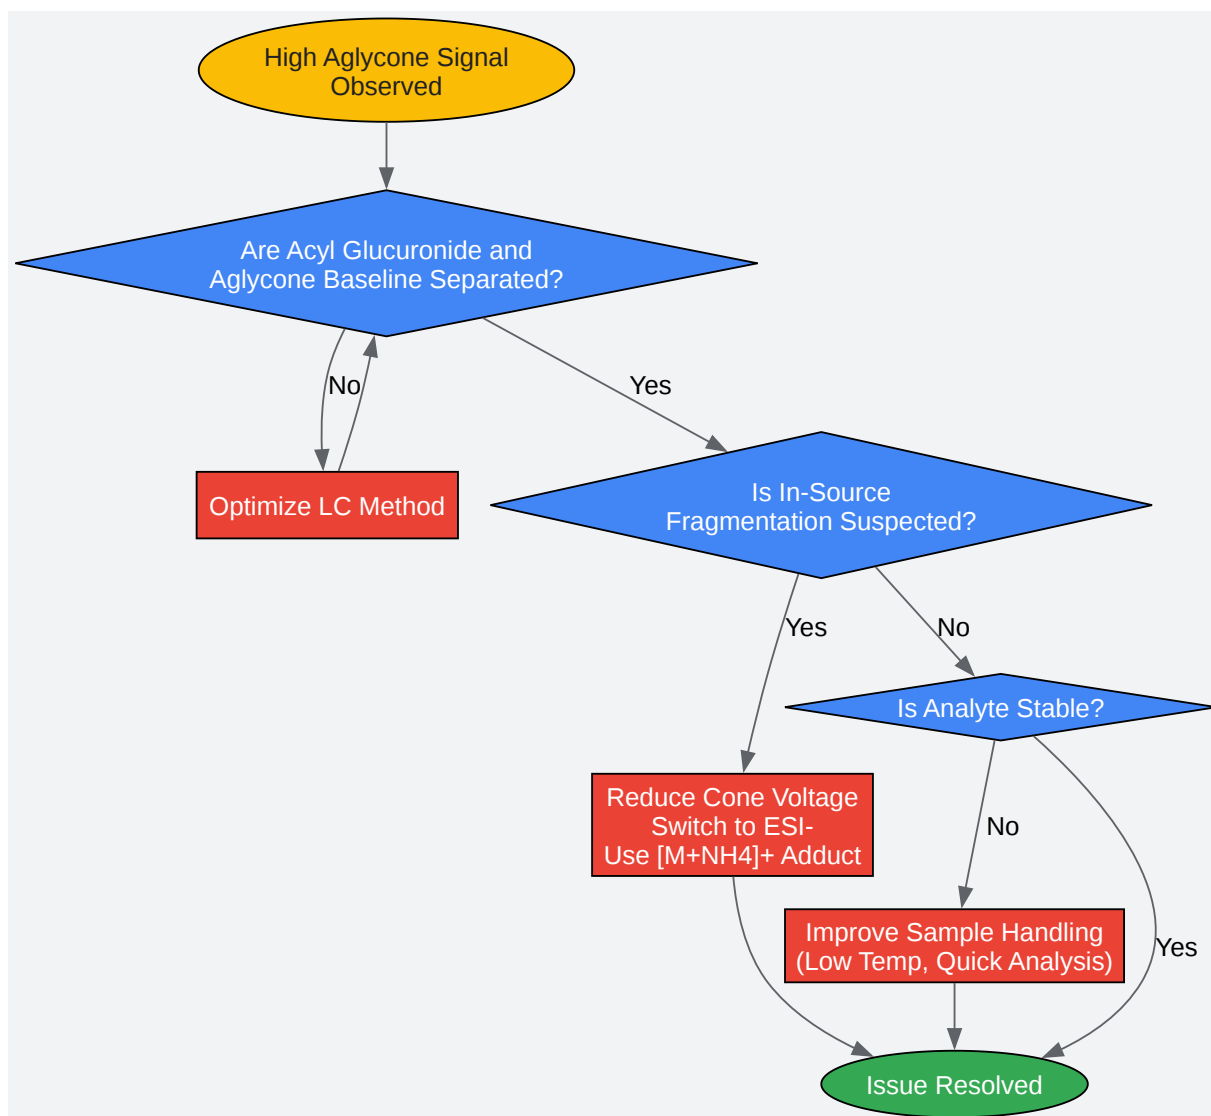 High Aglycone Signal
Observed
Are Acyl Glucuronide and
Aglycone Baseline Separated?
No
Yes
Optimize LC Method
Is In-Source
Fragmentation Suspected?
Yes
No
Is Analyte Stable?
Reduce Cone Voltage
Switch to ESI-
Use [M+NH4]+ Adduct
No
Improve Sample Handling
(Low Temp, Quick Analysis)
Yes
Issue Resolved